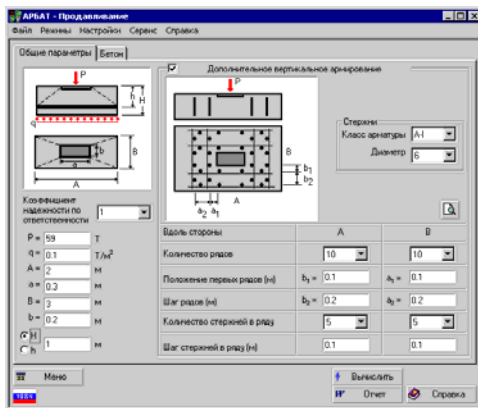 АРБАТ - Продавливание
Файл Режимы Настройки Сервис Справка
Общие параметры Бетон
P
h H
q
b B
a
A
Коэффициент
надежности по
ответственности 1
P = 59 Т
q = 0.1 Т/м²
A = 2 м
a = 0.3 м
B = 3 м
b = 0.2 м
H
h 1 м
Дополнительное вертикальное армирование
P
B
b₁
b₂
a₂ a₁ A
Стержни
Класс арматуры A-I
Диаметр 6
Вдоль стороны A B
Количество рядов 10 10
Положение первых рядов (м) b₁ = 0.1 a₁ = 0.1
Шаг рядов (м) b₂ = 0.2 a₂ = 0.2
Количество стержней в ряду 5 5
Шаг стержней в ряду (м) 0.1 0.1
Меню Вычислить
Отчет Справка